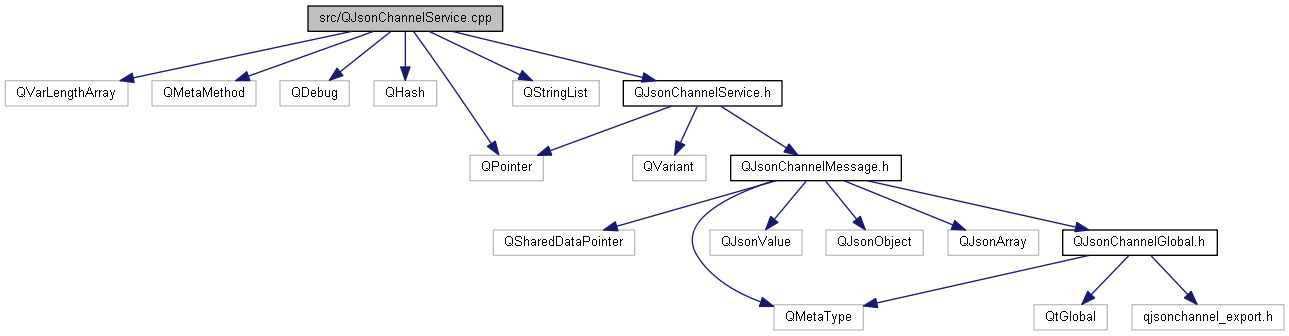 src/QJsonChannelService.cpp
QVarLengthArray
QMetaMethod
QDebug
QHash
QStringList
QJsonChannelService.h
QPointer
QVariant
QJsonChannelMessage.h
QSharedDataPointer
QJsonValue
QJsonObject
QJsonArray
QJsonChannelGlobal.h
QMetaType
QtGlobal
qjsonchannel_export.h